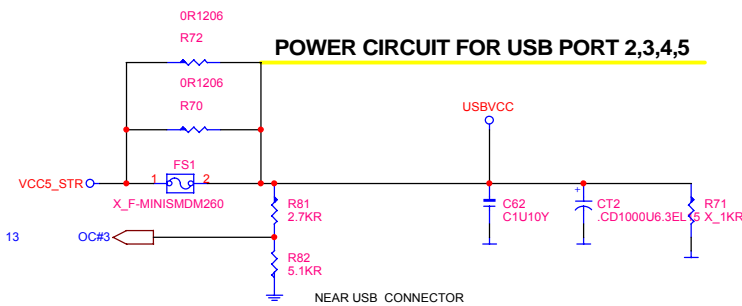 0R1206
R72
POWER CIRCUIT FOR USB PORT 2,3,4,5
0R1206
R70
USBVCC
FS1
VCC5_STR
1
2
X_F-MINISMDM260
R81
2.7KR
C62
C1U10Y
+
CT2
.CD1000U6.3EL15
R71
X_1KR
13
OC#3
R82
5.1KR
NEAR USB CONNECTOR